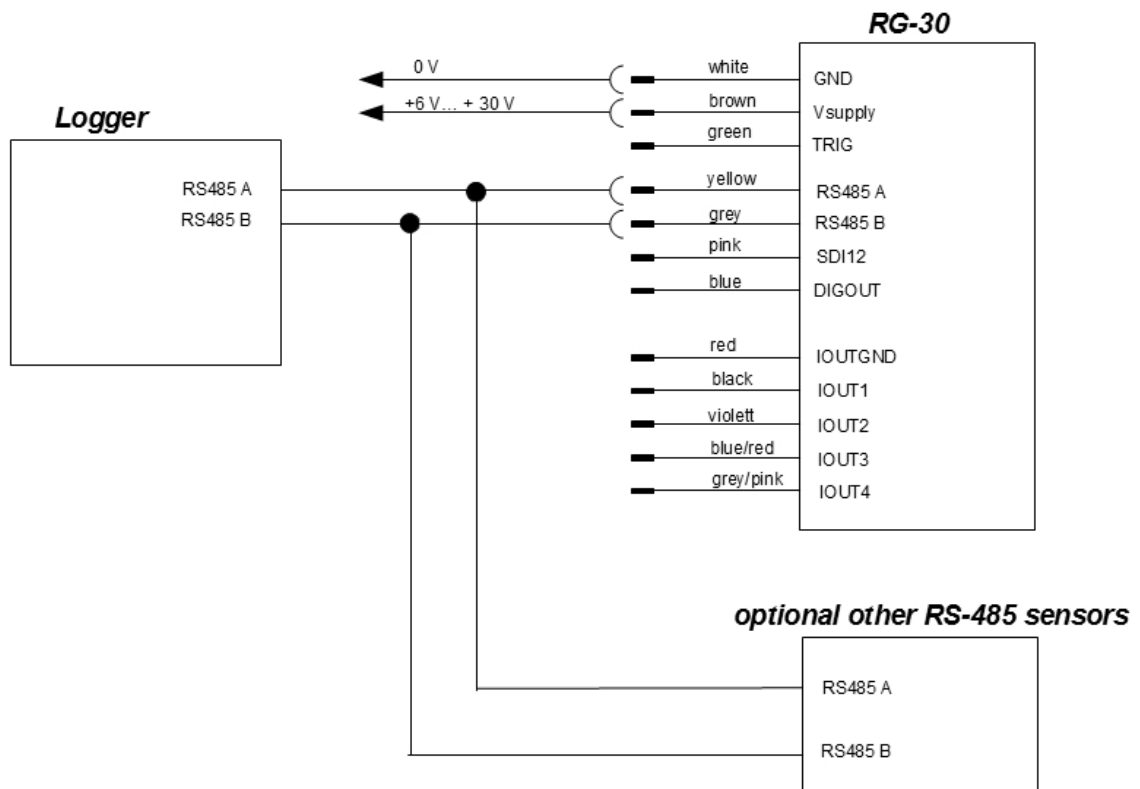 RG-30
0 V
white
GND
+6 V... + 30 V
brown
Vsupply
green
TRIG
Logger
RS485 A
yellow
RS485 A
RS485 B
grey
RS485 B
pink
SDI12
blue
DIGOUT
red
IOUTGND
black
IOUT1
violett
IOUT2
blue/red
IOUT3
grey/pink
IOUT4
optional other RS-485 sensors
RS485 A
RS485 B